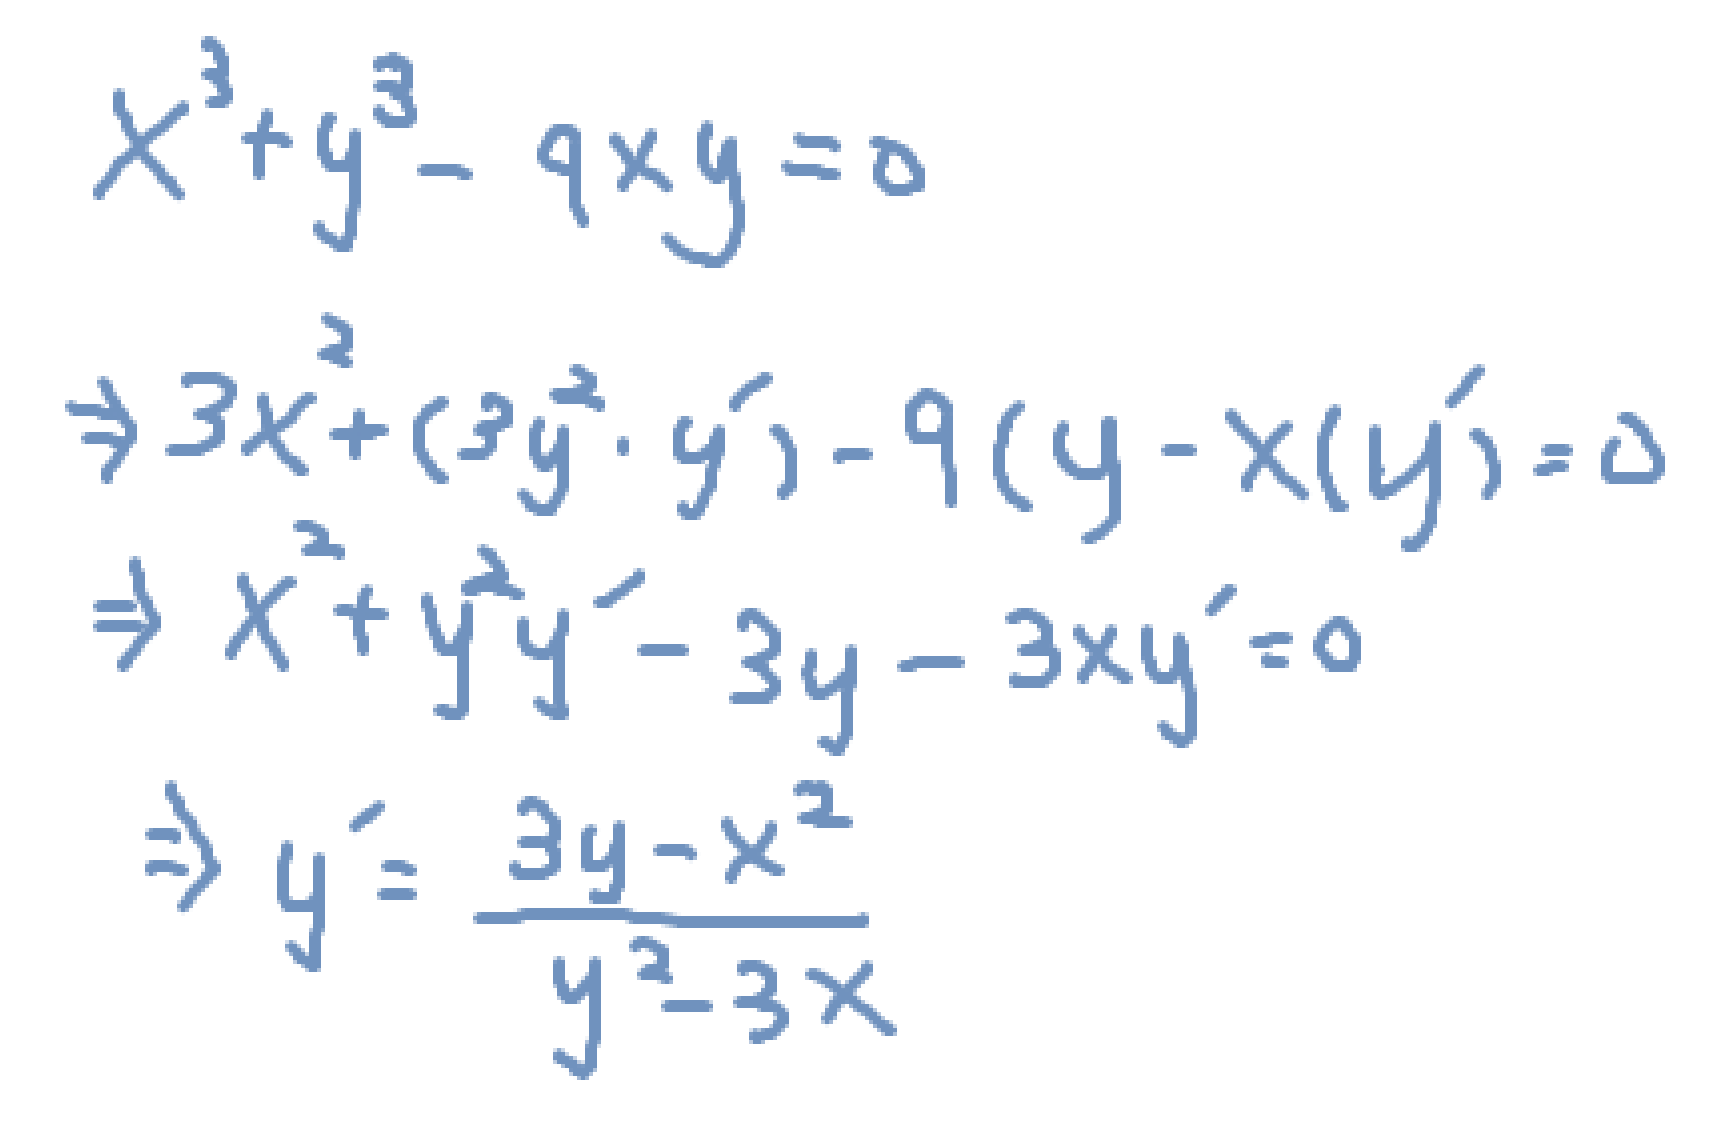 x³ + y³ - 9xy = 0
⇒ 3x² + (3y² · y′) - 9(y - x(y′) = 0
⇒ x² + y²y′ - 3y - 3xy′ = 0
⇒ y′ = (3y - x²)/(y² - 3x)